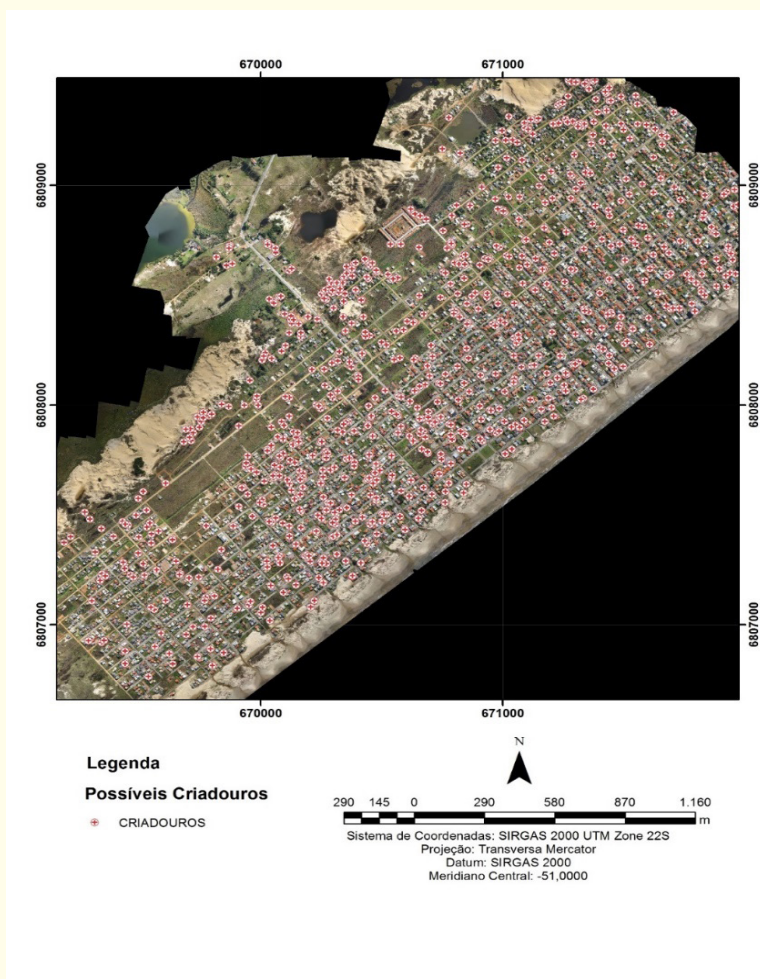 670000 671000
6809000 6809000
6808000 6808000
6807000 6807000
670000 671000
Legenda
Possíveis Criadouros
CRIADOUROS
N
290 145 0 290 580 870 1.160
m
Sistema de Coordenadas: SIRGAS 2000 UTM Zone 22S
Projeção: Transversa Mercator
Datum: SIRGAS 2000
Meridiano Central: -51,0000